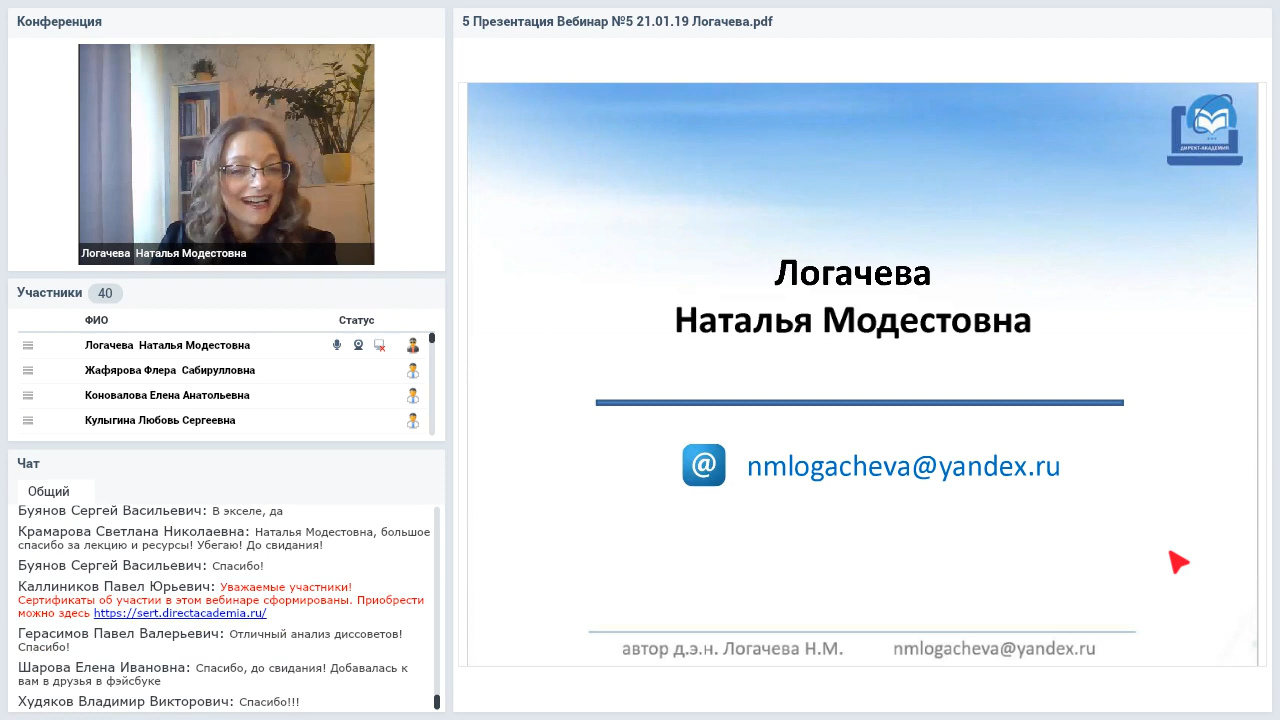 Конференция
Логачева  Наталья Модестовна
Участники 40
ФИО Статус
Логачева  Наталья Модестовна
Жафярова Флера  Сабирулловна
Коновалова Елена Анатольевна
Кулыгина Любовь Сергеевна
Чат
Общий
Буянов Сергей Васильевич: В экселе, да
Крамарова Светлана Николаевна: Наталья Модестовна, большое
спасибо за лекцию и ресурсы! Убегаю! До свидания!
Буянов Сергей Васильевич: Спасибо!
Каллиников Павел Юрьевич: Уважаемые участники!
Сертификаты об участии в этом вебинаре сформированы. Приобрести
можно здесь https://sert.directacademia.ru/
Герасимов Павел Валерьевич: Отличный анализ диссоветов!
Спасибо!
Шарова Елена Ивановна: Спасибо, до свидания! Добавалась к
вам в друзья в фэйсбуке
Худяков Владимир Викторович: Спасибо!!!
5 Презентация Вебинар №5 21.01.19 Логачева.pdf
ДИРЕКТ-АКАДЕМИЯ
Логачева
Наталья Модестовна
@ nmlogacheva@yandex.ru
автор д.э.н. Логачева Н.М. nmlogacheva@yandex.ru